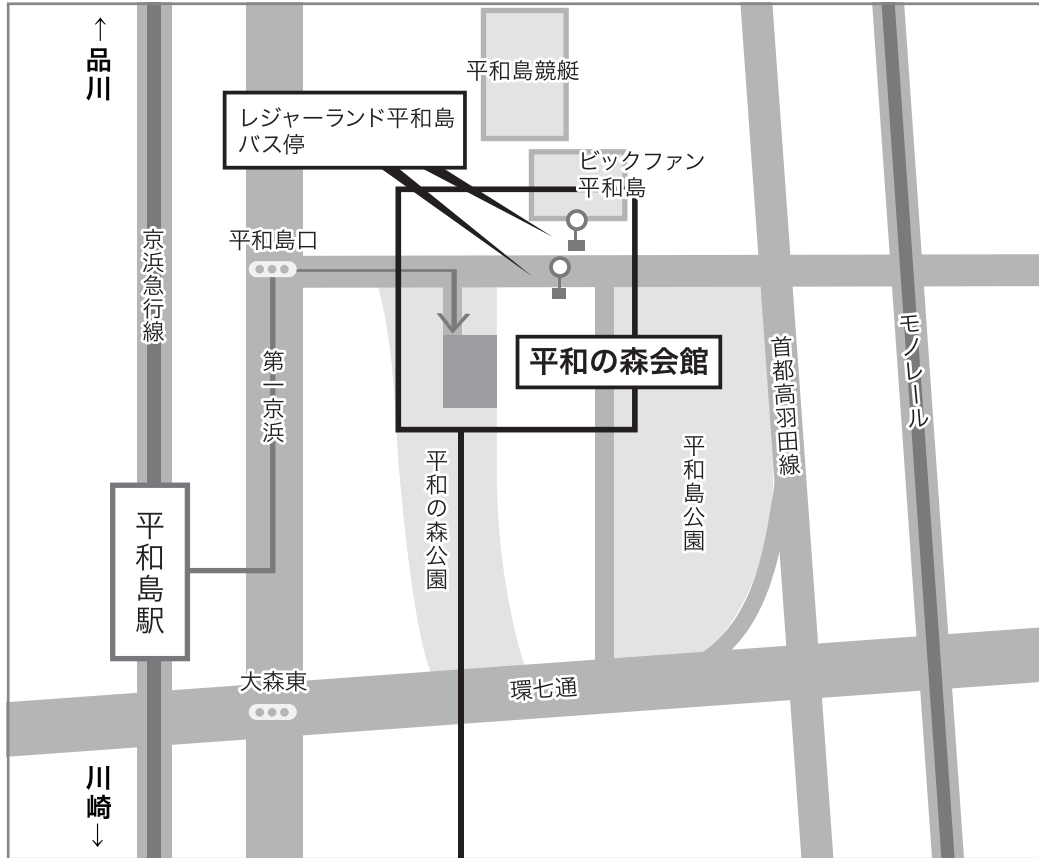 ↑品川
平和島競艇
レジャーランド平和島
バス停
ビックファン
平和島
平和島口
京浜急行線
第一京浜
平和の森会館
首都高羽田線
モノレール
平和の森公園
平和島公園
平和島駅
大森東
環七通
川崎↓